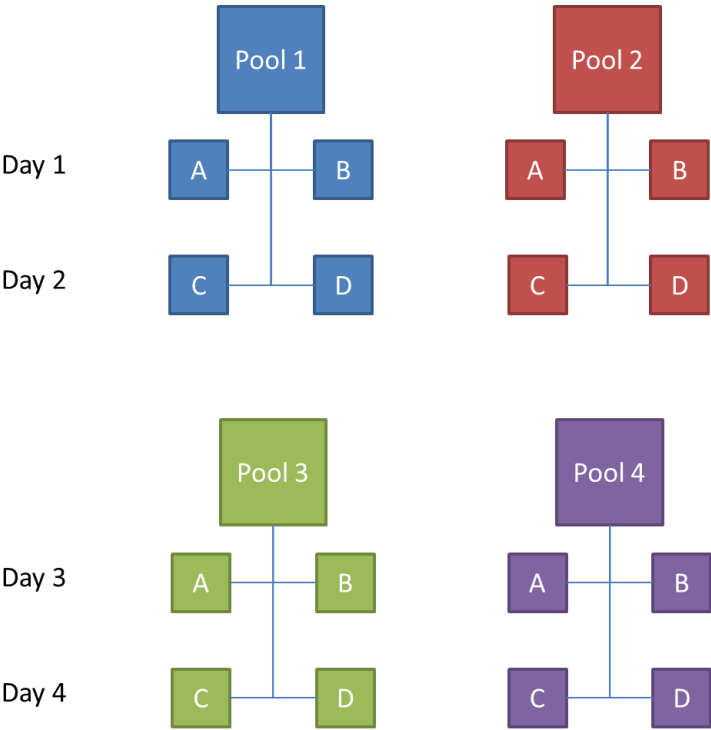 Pool 1 Pool 2
Day 1 A B A B
Day 2 C D C D
Pool 3 Pool 4
Day 3 A B A B
Day 4 C D C D